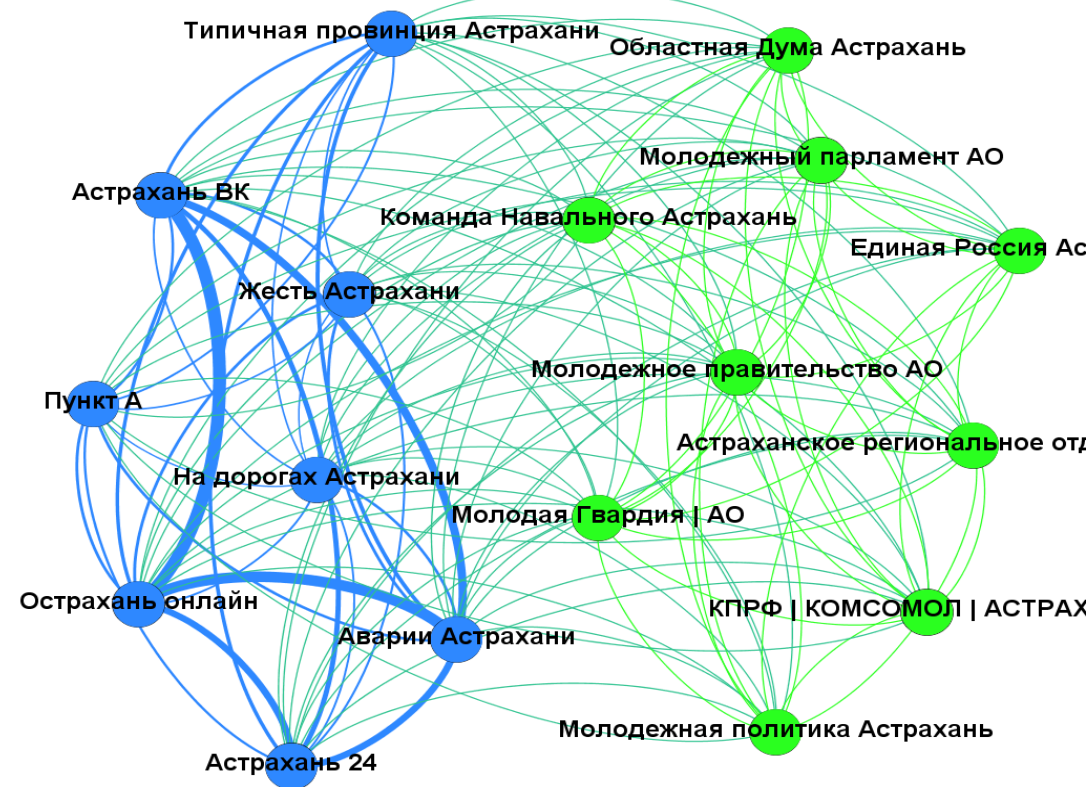 Типичная провинция Астрахани
Областная Дума Астрахань
Молодежный парламент АО
Астрахань ВК
Команда Навального Астрахань
Единая Россия Ас
Жесть Астрахани
Молодежное правительство АО
Пункт А
Астраханское региональное отд
На дорогах Астрахани
Молодая Гвардия | АО
Острахань онлайн
КПРФ | КОМСОМОЛ | АСТРАХ
Аварии Астрахани
Молодежная политика Астрахань
Астрахань 24